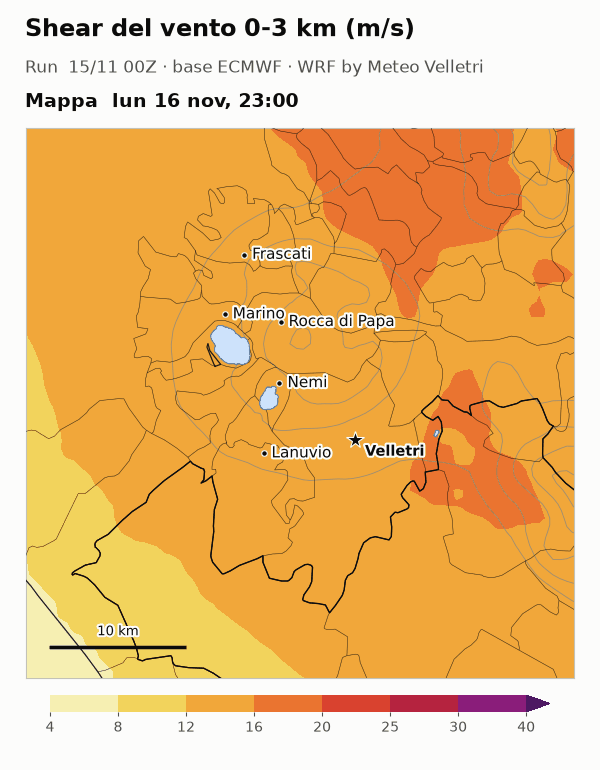 Shear del vento 0-3 km (m/s)
Run  15/11 00Z · base ECMWF · WRF by Meteo Velletri
Mappa  lun 16 nov, 23:00
Frascati
Marino
Rocca di Papa
Nemi
Velletri
Lanuvio
10 km
4 8 12 16 20 25 30 40